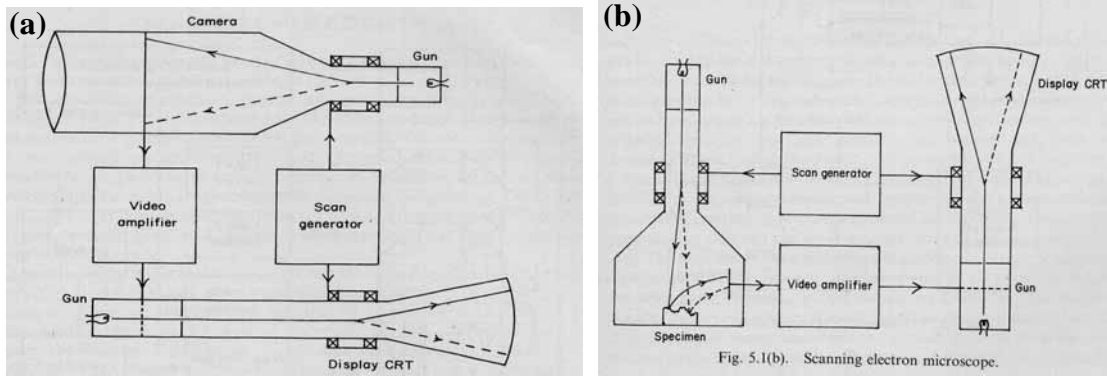 (a)
Camera
Gun
Video
amplifier
Scan
generator
Gun
Display CRT
(b)
Gun
Display CRT
Scan generator
Video amplifier
Gun
Specimen
Fig. 5.1(b). Scanning electron microscope.